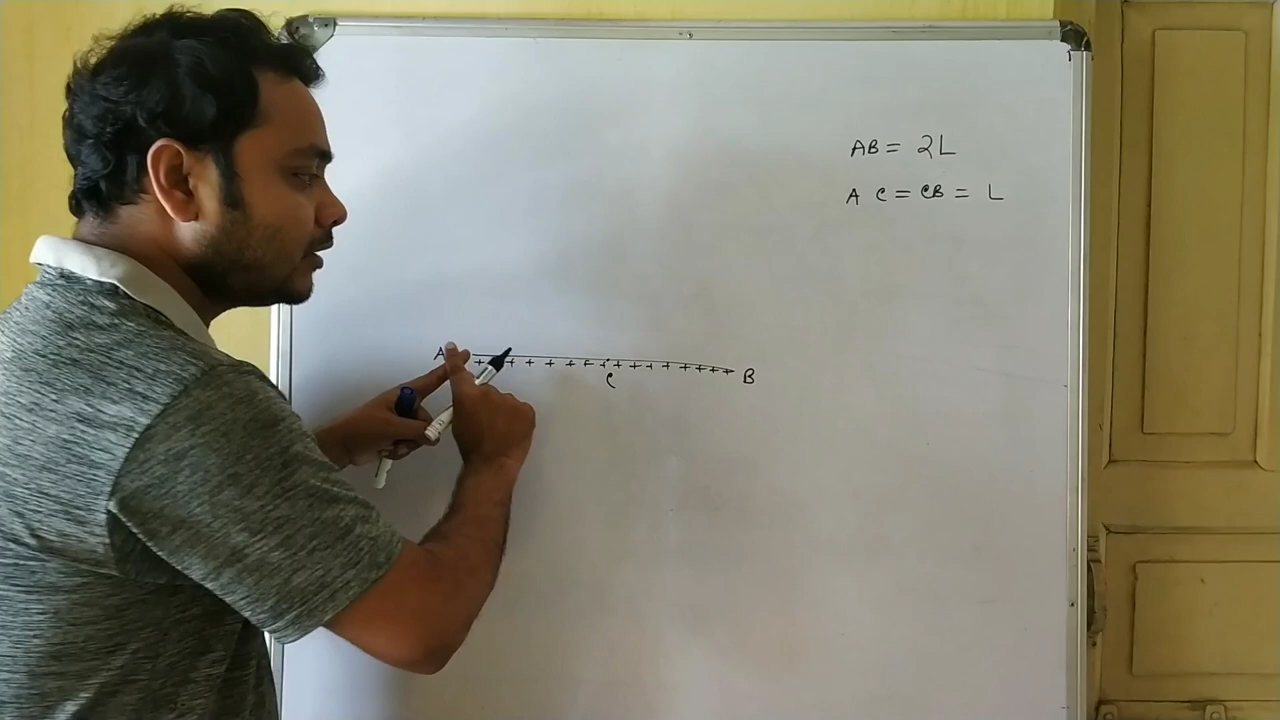 AB = 2L
A C = CB = L
A
+ + + + + + + + + + + + + + + +
B
C